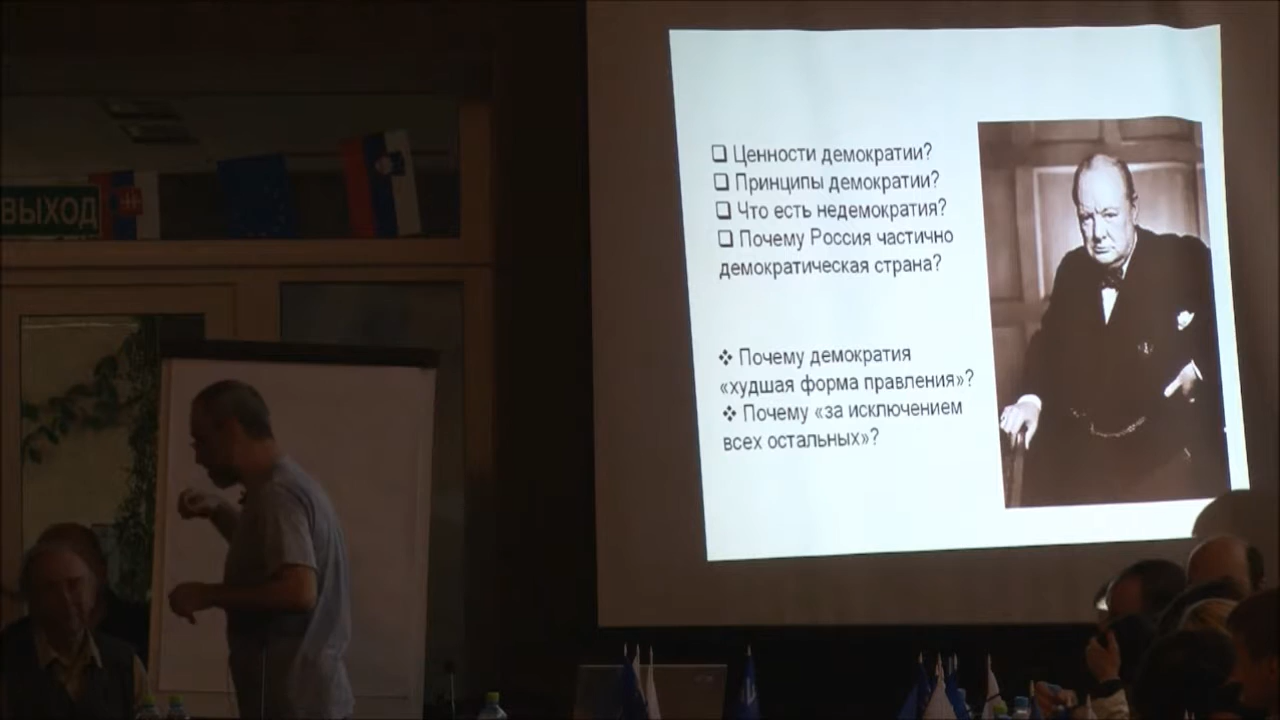 ВЫХОД
❑ Ценности демократии?
❑ Принципы демократии?
❑ Что есть недемократия?
❑ Почему Россия частично
демократическая страна?
❖ Почему демократия
«худшая форма правления»?
❖ Почему «за исключением
всех остальных»?